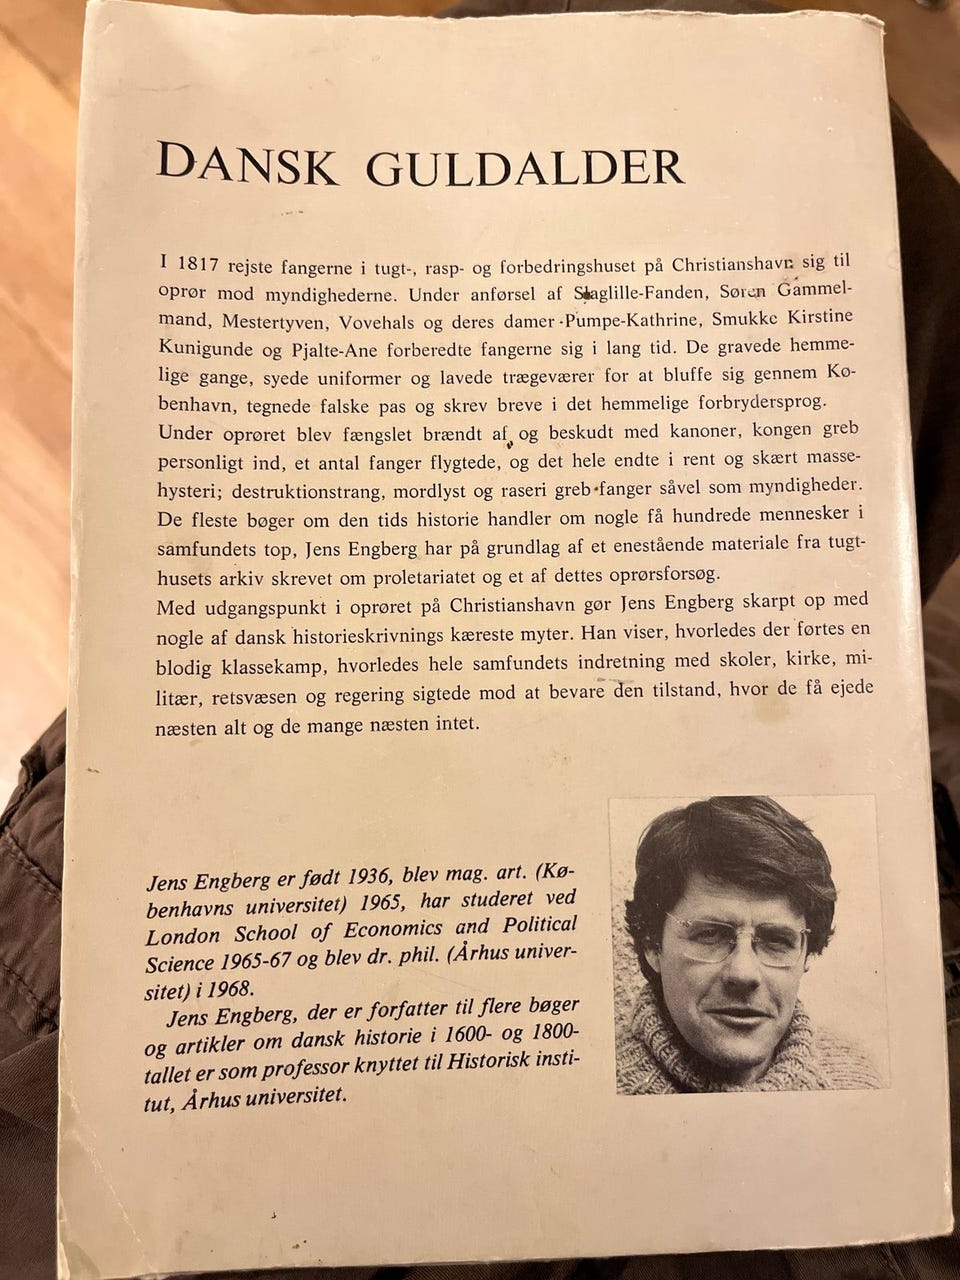 DANSK GULDALDER
I 1817 rejste fangerne i tugt-, rasp- og forbedringshuset på Christianshavn sig til
oprør mod myndighederne. Under anførsel af Slaglille-Fanden, Søren Gammel-
mand, Mestertyven, Vovehals og deres damer Pumpe-Kathrine, Smukke Kirstine
Kunigunde og Pjalte-Ane forberedte fangerne sig i lang tid. De gravede hemme-
lige gange, syede uniformer og lavede trægeværer for at bluffe sig gennem Kø-
benhavn, tegnede falske pas og skrev breve i det hemmelige forbrydersprog.
Under oprøret blev fængslet brændt af og beskudt med kanoner, kongen greb
personligt ind, et antal fanger flygtede, og det hele endte i rent og skært masse-
hysteri; destruktionstrang, mordlyst og raseri greb fanger såvel som myndigheder.
De fleste bøger om den tids historie handler om nogle få hundrede mennesker i
samfundets top, Jens Engberg har på grundlag af et enestående materiale fra tugt-
husets arkiv skrevet om proletariatet og et af dettes oprørsforsøg.
Med udgangspunkt i oprøret på Christianshavn gør Jens Engberg skarpt op med
nogle af dansk historieskrivnings kæreste myter. Han viser, hvorledes der førtes en
blodig klassekamp, hvorledes hele samfundets indretning med skoler, kirke, mi-
litær, retsvæsen og regering sigtede mod at bevare den tilstand, hvor de få ejede
næsten alt og de mange næsten intet.
Jens Engberg er født 1936, blev mag. art. (Kø-
benhavns universitet) 1965, har studeret ved
London School of Economics and Political
Science 1965-67 og blev dr. phil. (Århus univer-
sitet) i 1968.
Jens Engberg, der er forfatter til flere bøger
og artikler om dansk historie i 1600- og 1800-
tallet er som professor knyttet til Historisk insti-
tut, Århus universitet.